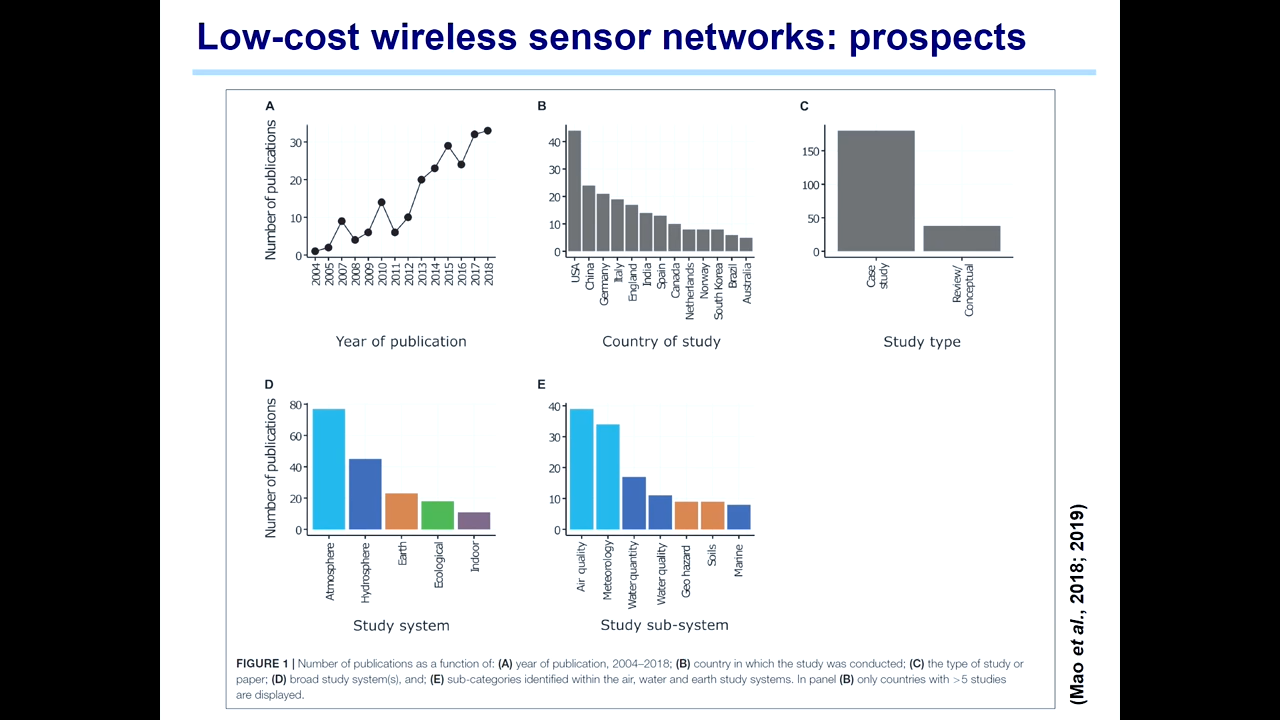 Low-cost wireless sensor networks: prospects
A
B
C
Number of publications
30
20
10
0
2004
2005
2007
2008
2009
2010
2011
2012
2013
2014
2015
2016
2017
2018
Year of publication
40
30
20
10
0
USA
China
Germany
Italy
England
India
Spain
Canada
Netherlands
Norway
South Korea
Brazil
Australia
Country of study
150
100
50
0
Case
study
Review/
Conceptual
Study type
D
E
Number of publications
80
60
40
20
0
Atmosphere
Hydrosphere
Earth
Ecological
Indoor
Study system
40
30
20
10
0
Air quality
Meteorology
Water quantity
Water quality
Geo hazard
Soils
Marine
Study sub-system
(Mao et al., 2018; 2019)
FIGURE 1 | Number of publications as a function of: (A) year of publication, 2004–2018; (B) country in which the study was conducted; (C) the type of study or
paper; (D) broad study system(s), and; (E) sub-categories identified within the air, water and earth study systems. In panel (B) only countries with >5 studies
are displayed.